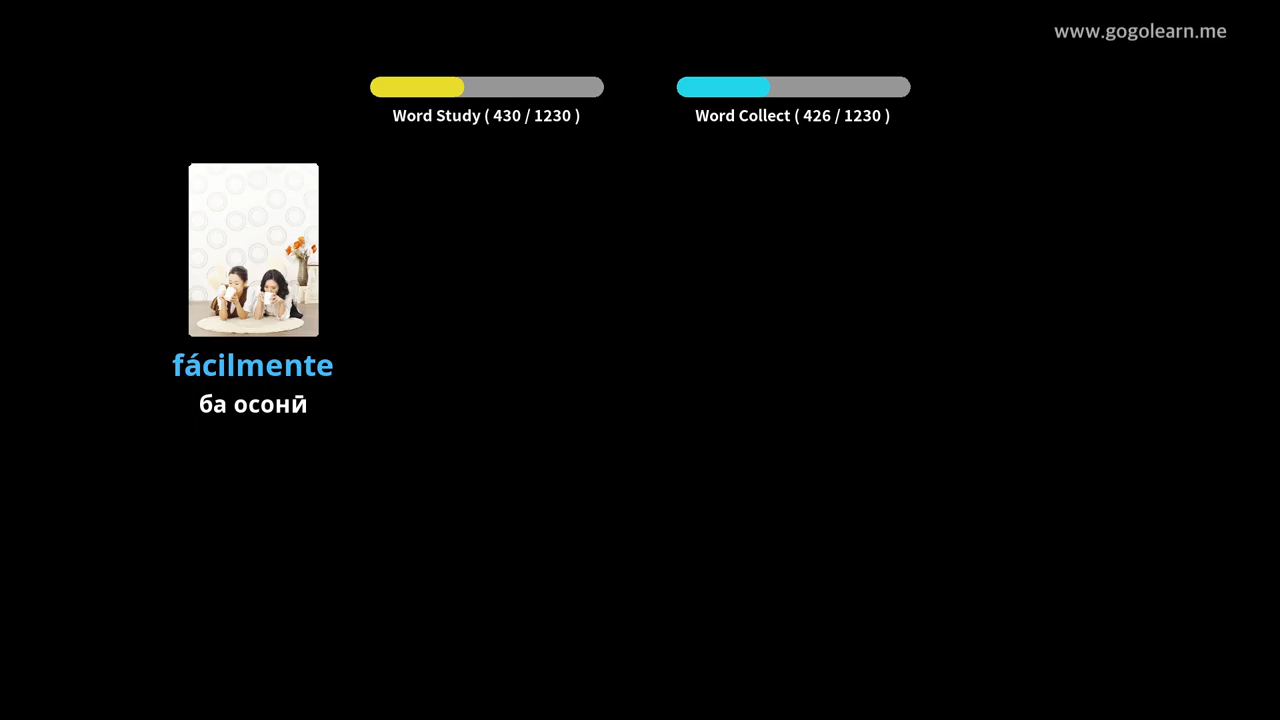 www.gogolearn.me
Word Study ( 430 / 1230 )
Word Collect ( 426 / 1230 )
fácilmente
ба осонӣ